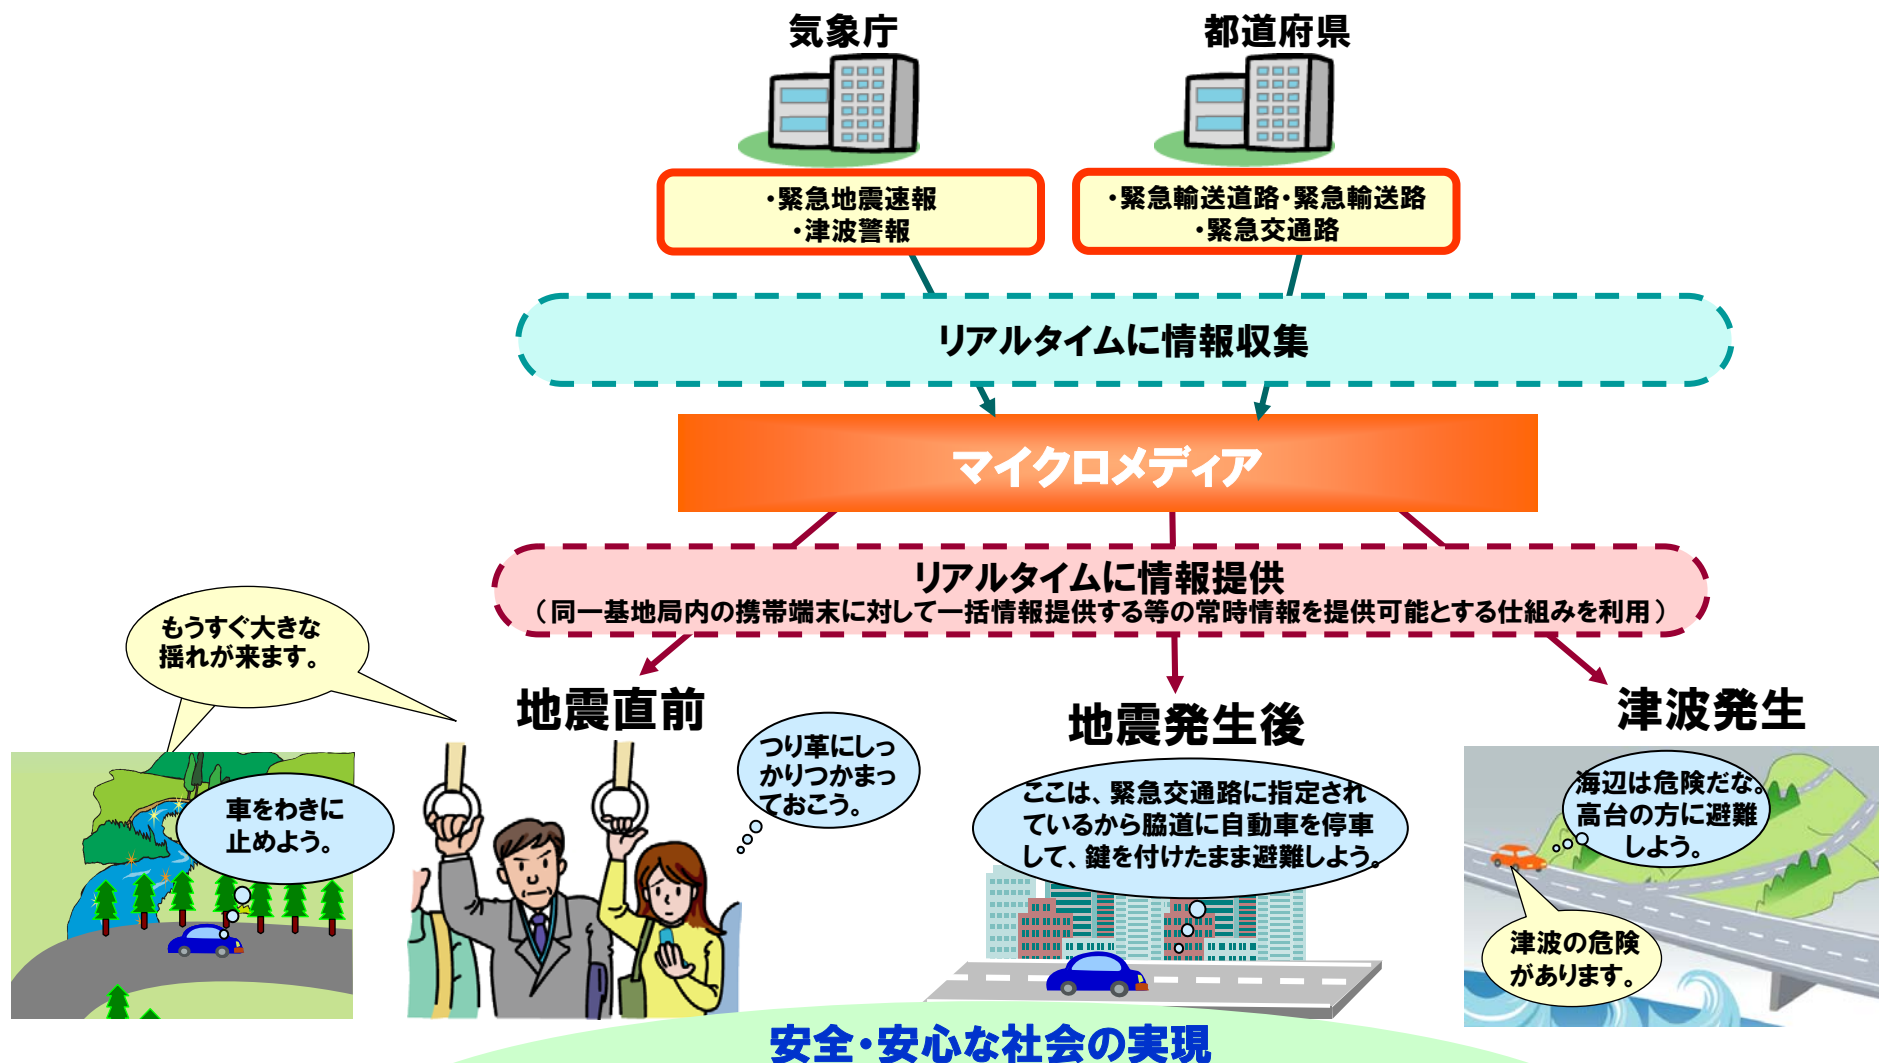 気象庁
都道府県
・緊急地震速報
・津波警報
・緊急輸送道路・緊急輸送路
・緊急交通路
リアルタイムに情報収集
マイクロメディア
リアルタイムに情報提供
（同一基地局内の携帯端末に対して一括情報提供する等の常時情報を提供可能とする仕組みを利用）
もうすぐ大きな
揺れが来ます。
地震直前
地震発生後
津波発生
車をわきに
止めよう。
つり革にしっ
かりつかまっ
ておこう。
ここは、緊急交通路に指定され
ているから脇道に自動車を停車
して、鍵を付けたまま避難しよう。
海辺は危険だな。
高台の方に避難
しよう。
津波の危険
があります。
安全・安心な社会の実現